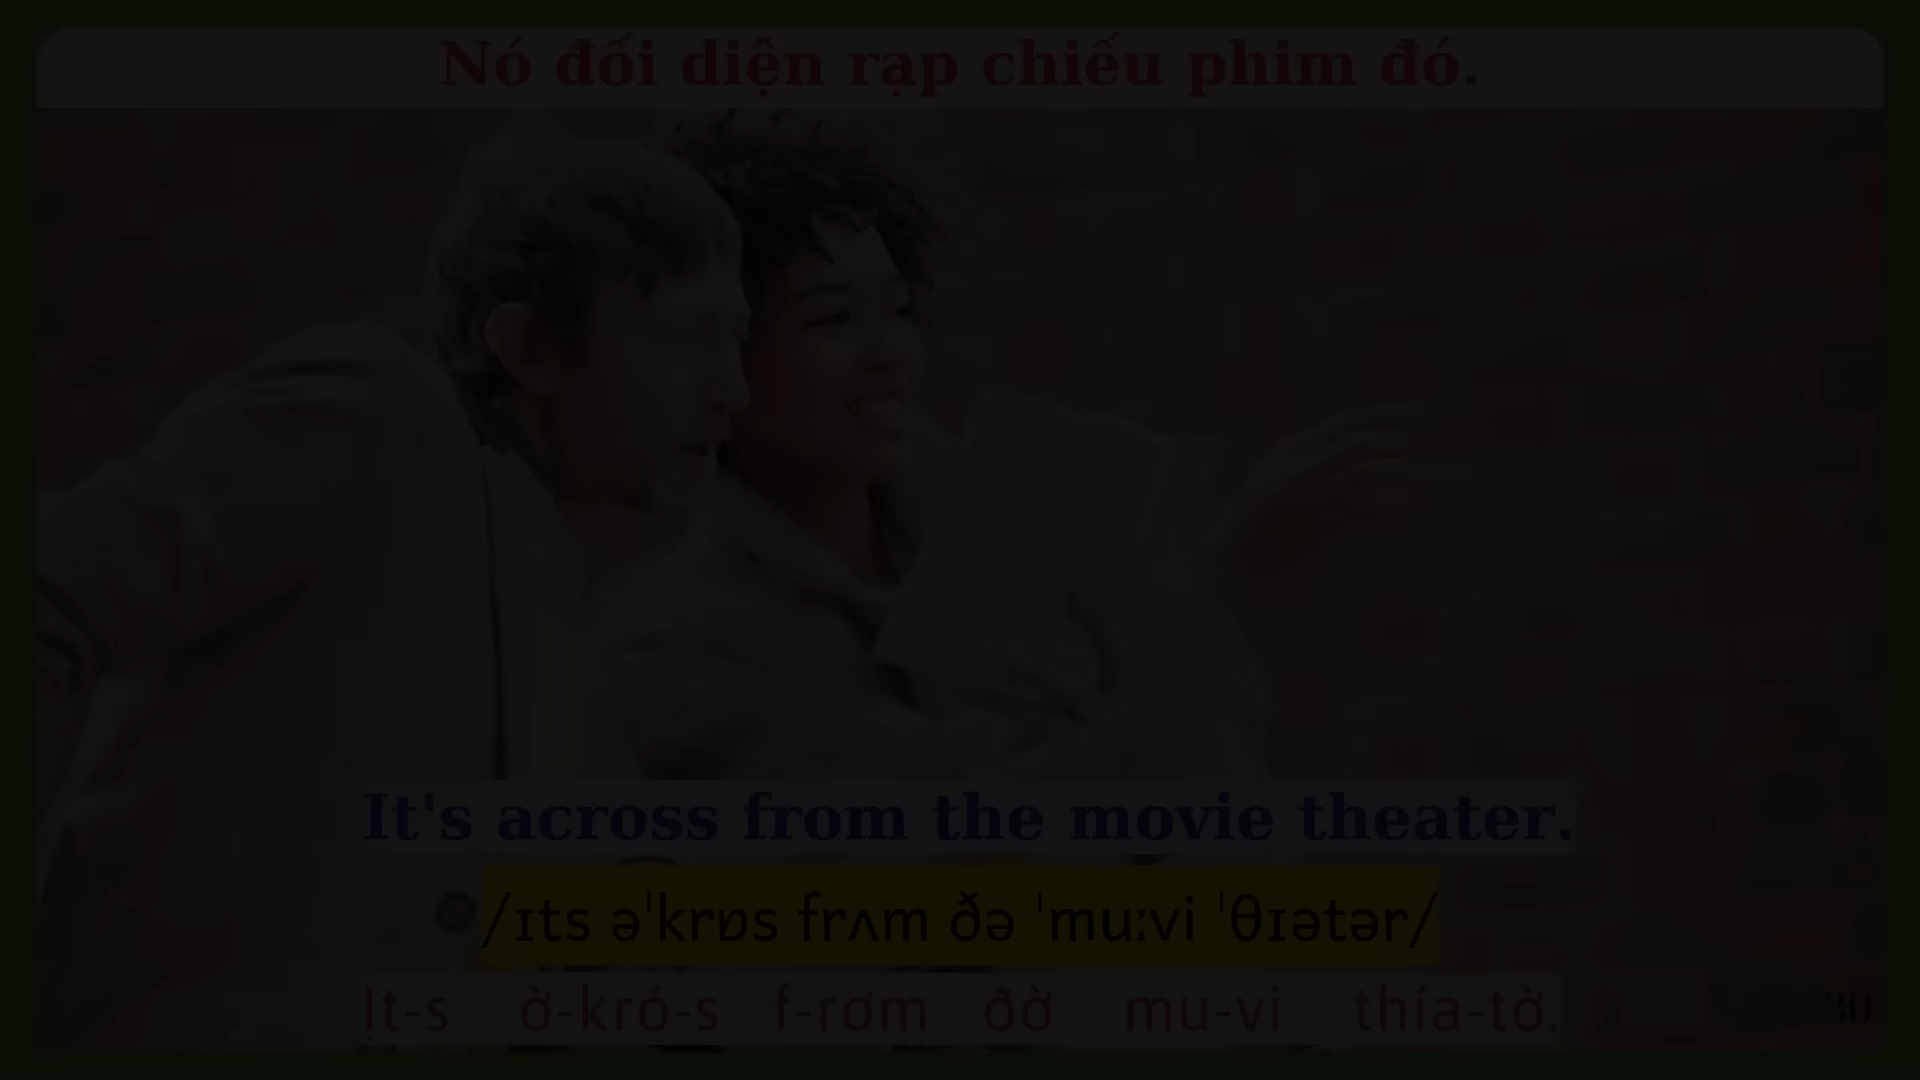 Nó đối diện rạp chiếu phim đó.
It's across from the movie theater.
/ɪts əˈkrɒs frʌm ðə ˈmuːvi ˈθɪətər/
Ịt-s ờ-kró-s f-rơm ðờ mu-vi thía-tờ.
30